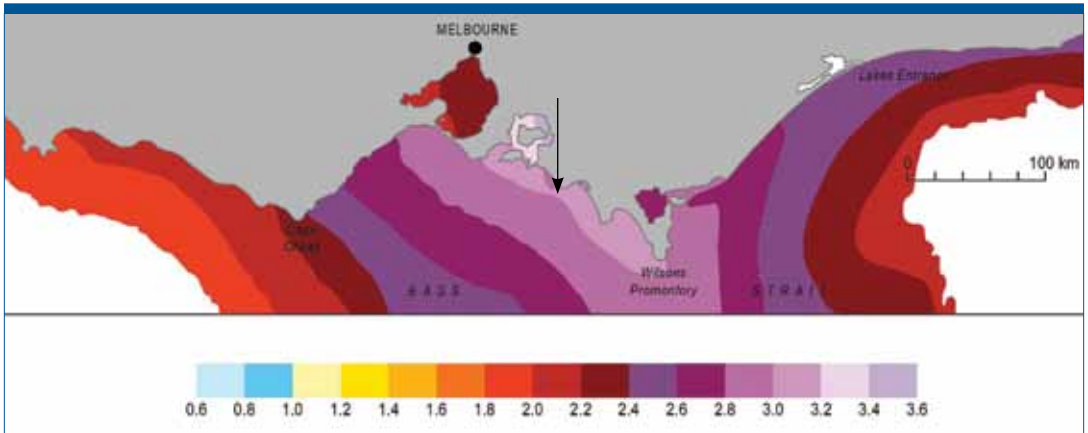 MELBOURNE
Lakes Entrance
0
100 km
Cape
Otway
Wilsons
Promontory
BASS
STRAIT
0.6 0.8 1.0 1.2 1.4 1.6 1.8 2.0 2.2 2.4 2.6 2.8 3.0 3.2 3.4 3.6